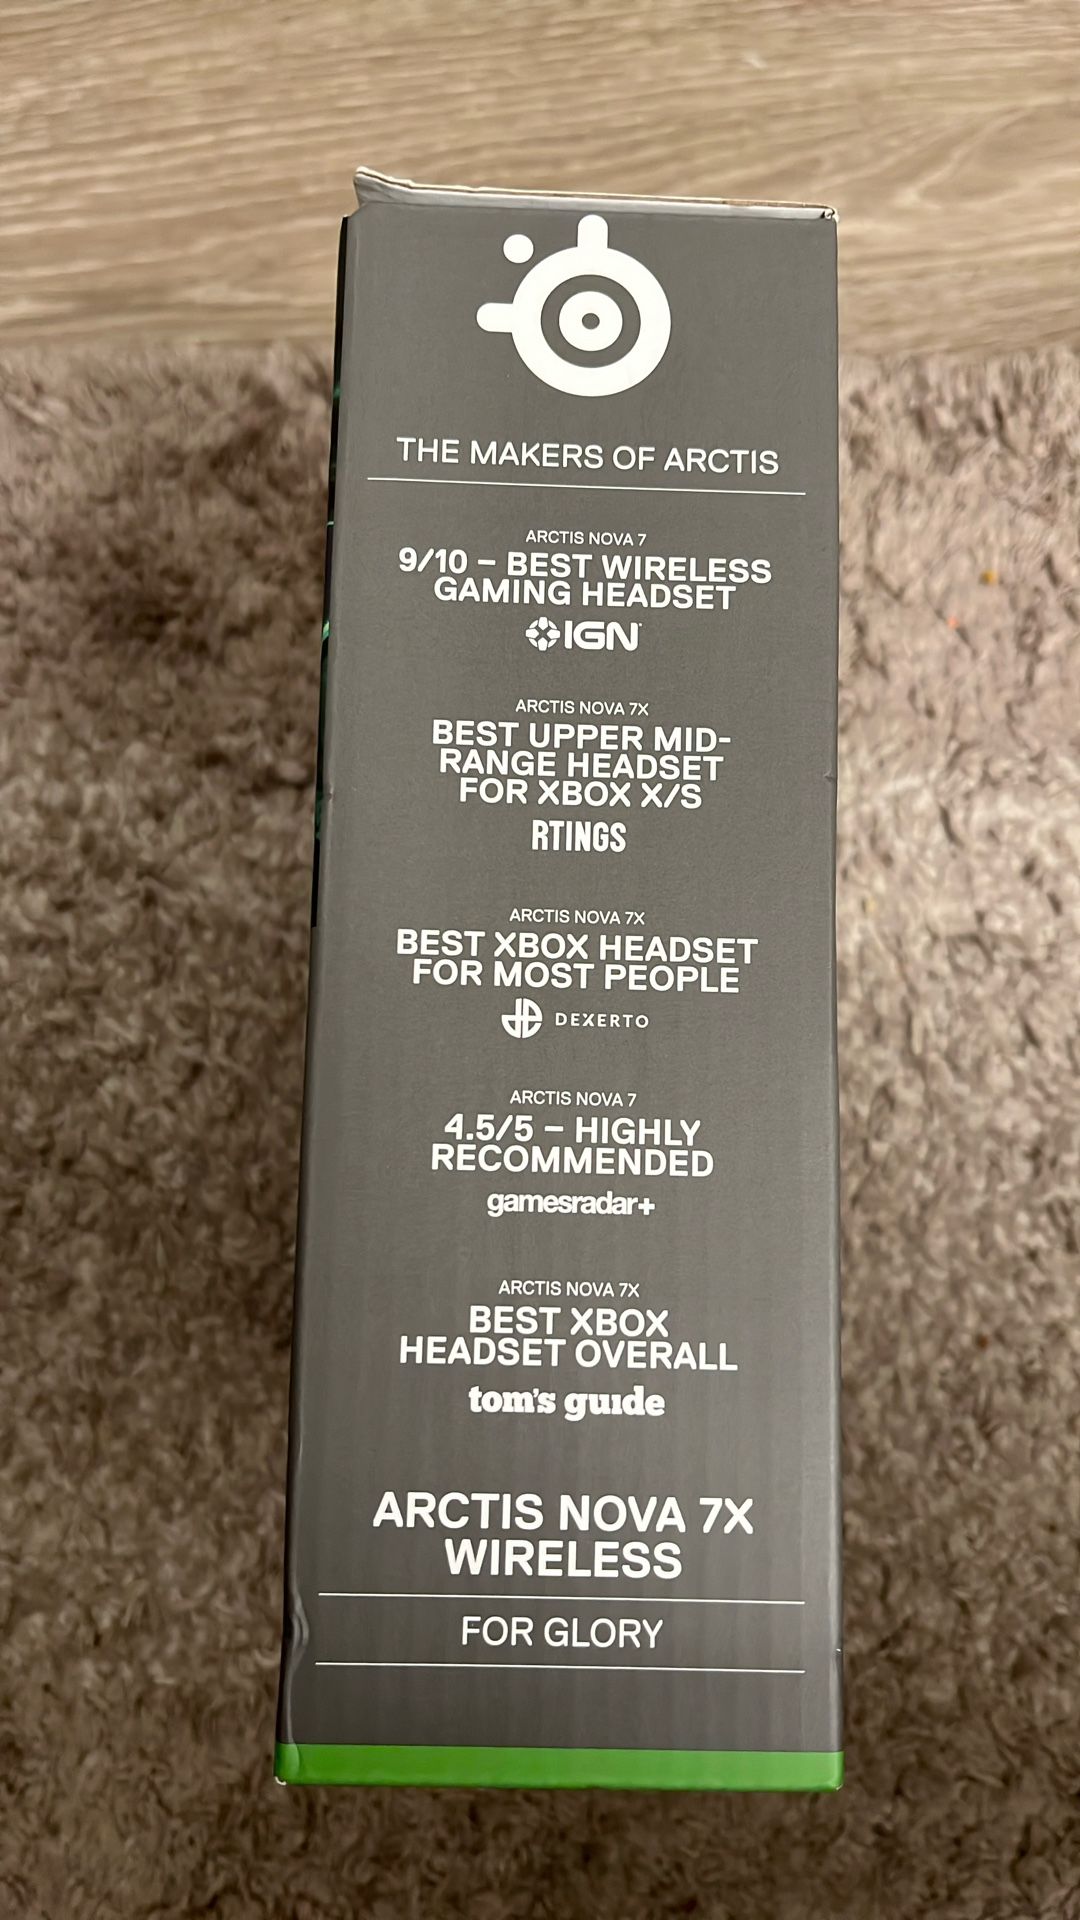 THE MAKERS OF ARCTIS
ARCTIS NOVA 7
9/10 – BEST WIRELESS
GAMING HEADSET
IGN
ARCTIS NOVA 7X
BEST UPPER MID-
RANGE HEADSET
FOR XBOX X/S
RTINGS
ARCTIS NOVA 7X
BEST XBOX HEADSET
FOR MOST PEOPLE
DEXERTO
ARCTIS NOVA 7
4.5/5 – HIGHLY
RECOMMENDED
gamesradar+
ARCTIS NOVA 7X
BEST XBOX
HEADSET OVERALL
tom's guide
ARCTIS NOVA 7X
WIRELESS
FOR GLORY